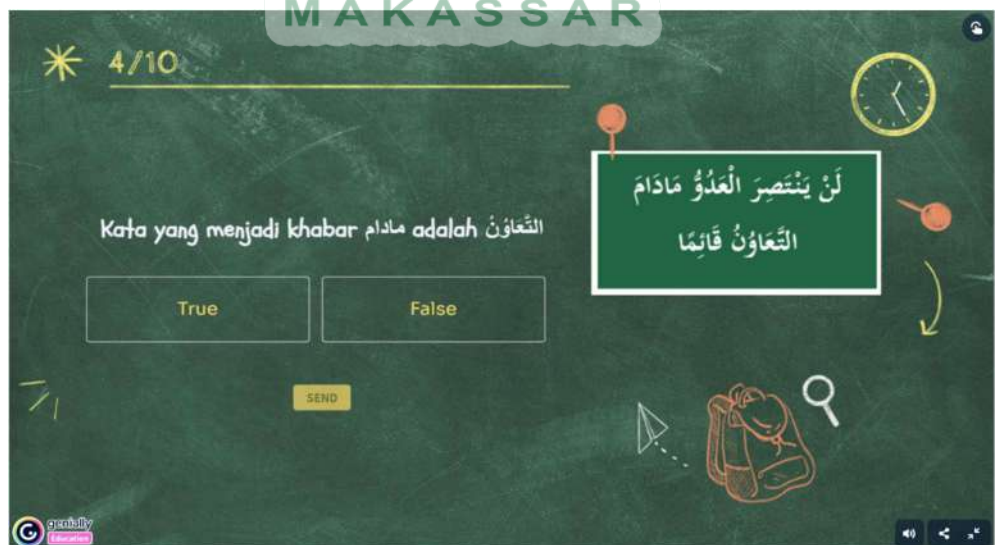 MAKASSAR
4/10
لَنْ يَنْتَصِرَ الْعَدُوُّ مَادَامَ
التَّعَاوُنُ قَائِمًا
Kata yang menjadi khabar مادام adalah التَّعَاوُنُ
True
False
SEND
genially
Education